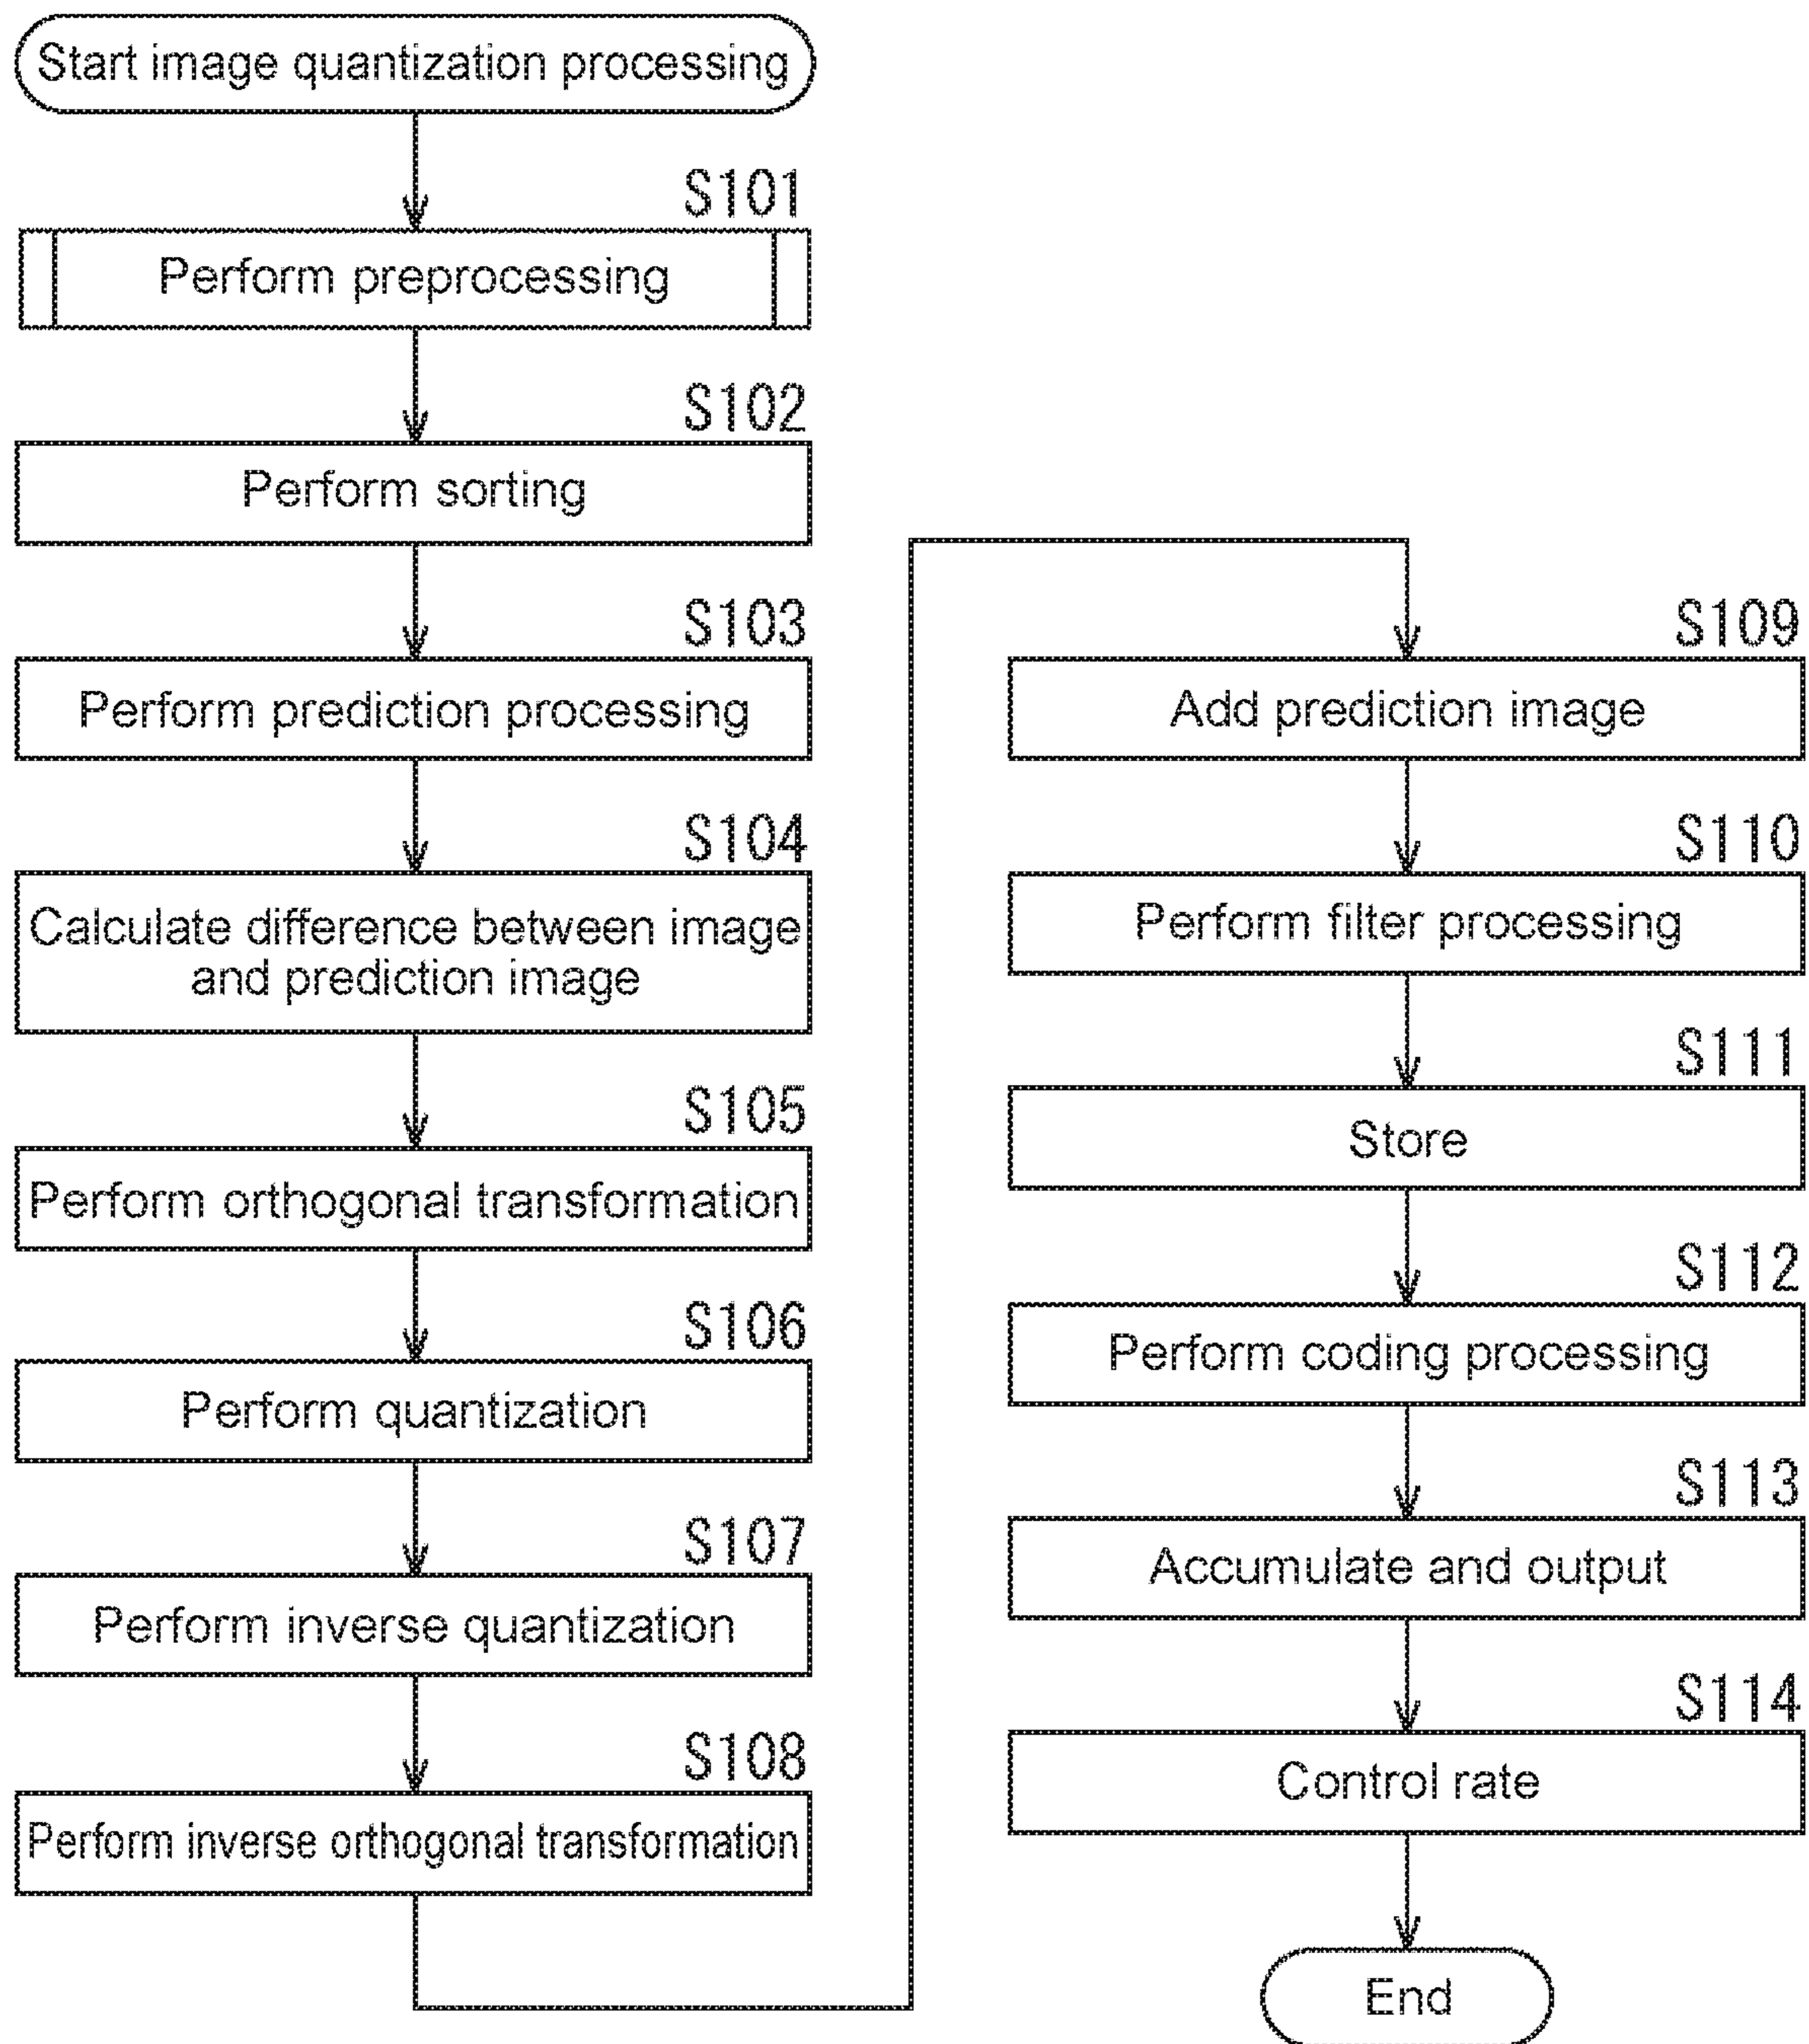 Start image quantization processing
S101
Perform preprocessing
S102
Perform sorting
S103
Perform prediction processing
S104
Calculate difference between image
and prediction image
S105
Perform orthogonal transformation
S106
Perform quantization
S107
Perform inverse quantization
S108
Perform inverse orthogonal transformation
S109
Add prediction image
S110
Perform filter processing
S111
Store
S112
Perform coding processing
S113
Accumulate and output
S114
Control rate
End